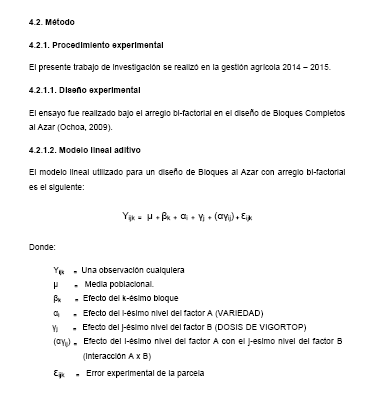 4.2. Método
4.2.1. Procedimiento experimental
El presente trabajo de investigación se realizó en la gestión agrícola 2014 – 2015.
4.2.1.1. Diseño experimental
El ensayo fue realizado bajo el arreglo bi-factorial en el diseño de Bloques Completos
al Azar (Ochoa, 2009).
4.2.1.2. Modelo lineal aditivo
El modelo lineal utilizado para un diseño de Bloques al Azar con arreglo bi-factorial
es el siguiente:
Yijk = μ + βk + αi + γj + (αγij) + Ɛijk
Donde:
Yijk = Una observación cualquiera
μ = Media poblacional.
βk = Efecto del k-ésimo bloque
αi = Efecto del i-ésimo nivel del factor A (VARIEDAD)
γj = Efecto del j-ésimo nivel del factor B (DOSIS DE VIGORTOP)
(αγij) = Efecto del i-ésimo nivel del factor A con el j-esimo nivel del factor B
(interacción A x B)
Ɛijk = Error experimental de la parcela